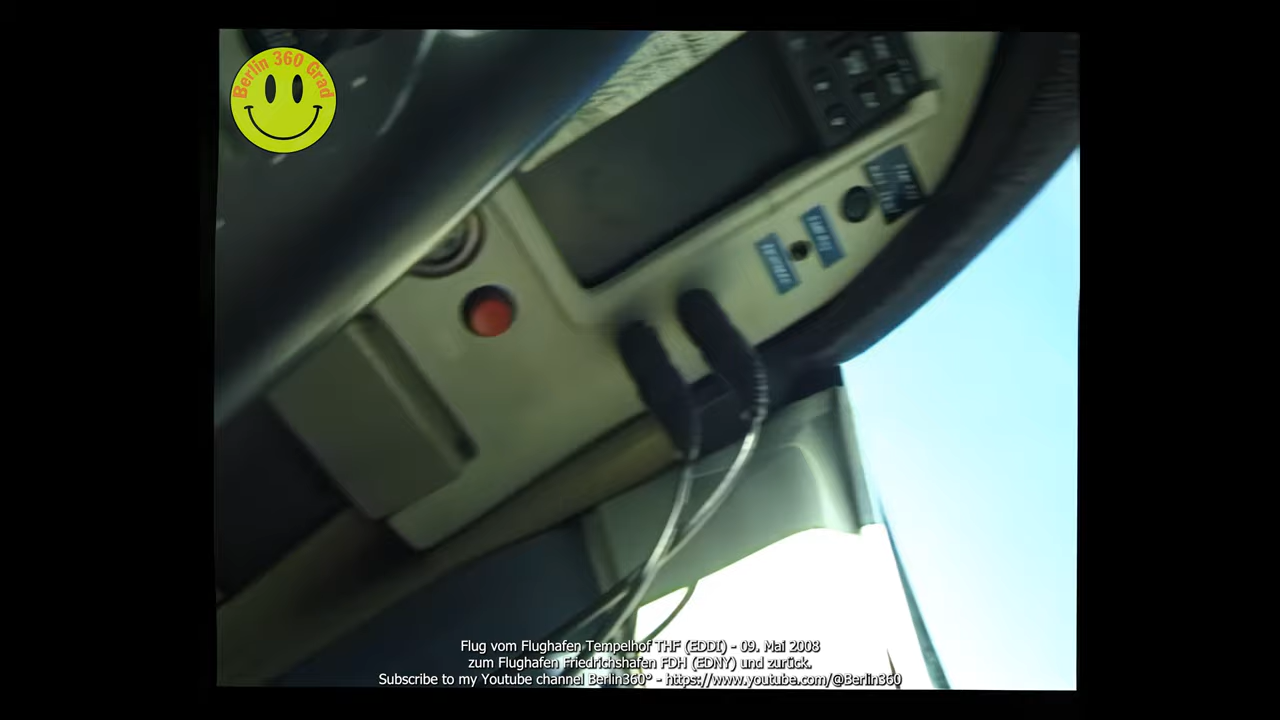 Berlin 360 Grad
Flug vom Flughafen Tempelhof THF (EDDI) - 09. Mai 2008
zum Flughafen Friedrichshafen FDH (EDNY) und zurück.
Subscribe to my Youtube channel Berlin360° - https://www.youtube.com/@Berlin360